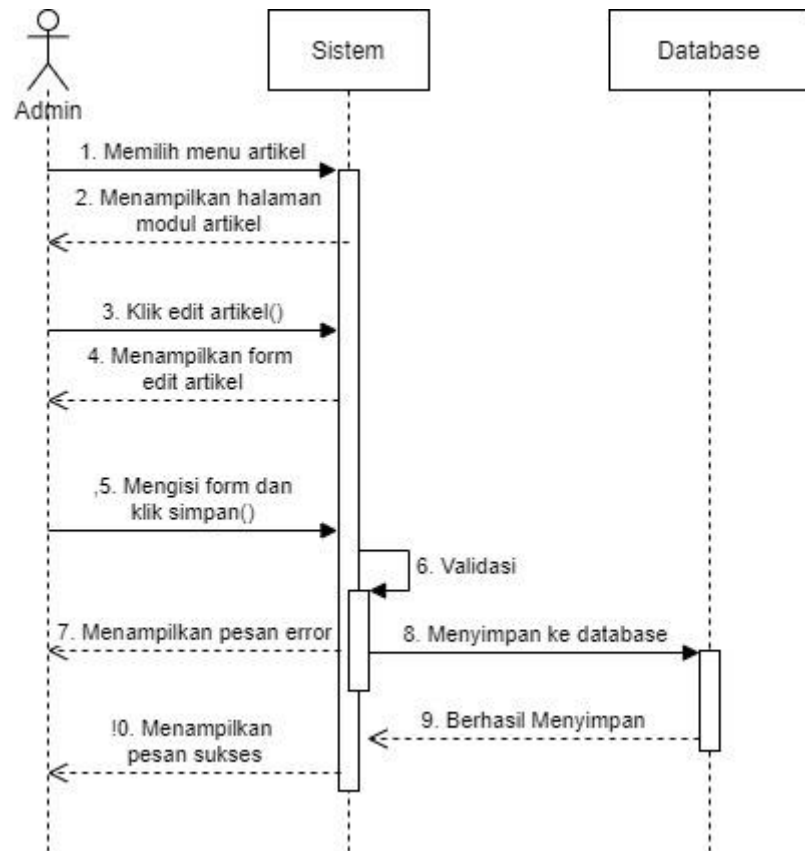 Sistem
Database
Admin
1. Memilih menu artikel
2. Menampilkan halaman
modul artikel
3. Klik edit artikel()
4. Menampilkan form
edit artikel
,5. Mengisi form dan
klik simpan()
6. Validasi
7. Menampilkan pesan error
8. Menyimpan ke database
9. Berhasil Menyimpan
!0. Menampilkan
pesan sukses